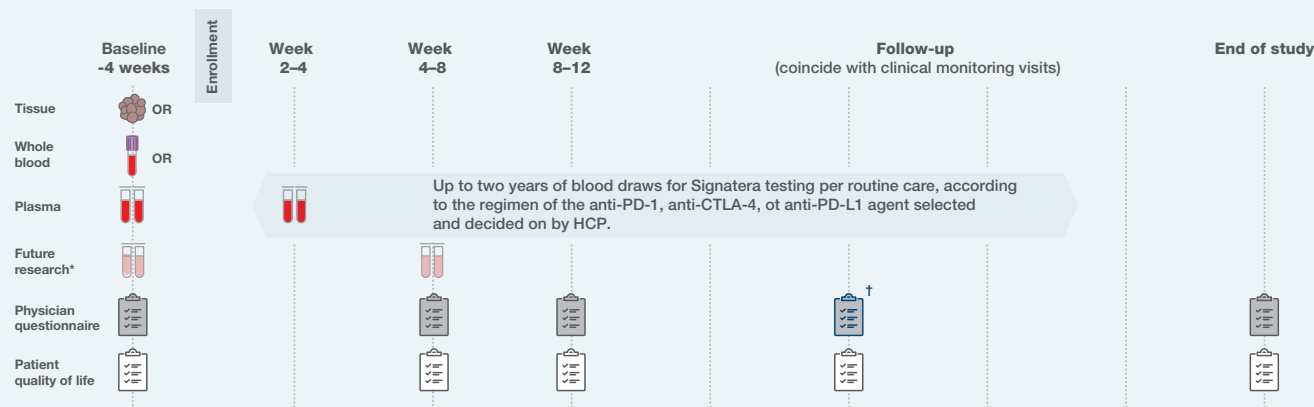 Baseline
-4 weeks
Enrollment
Week
2–4
Week
4–8
Week
8–12
Follow-up
(coincide with clinical monitoring visits)
End of study
Tissue
OR
Whole
blood
OR
Plasma
Up to two years of blood draws for Signatera testing per routine care, according
to the regimen of the anti-PD-1, anti-CTLA-4, ot anti-PD-L1 agent selected
and decided on by HCP.
Future
research*
Physician
questionnaire
†
Patient
quality of life